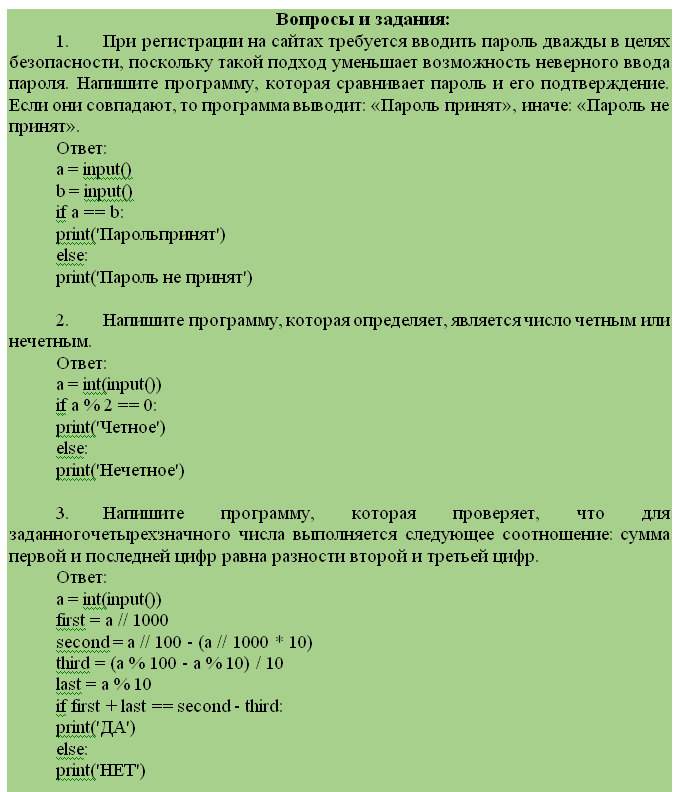 Вопросы и задания:
1. При регистрации на сайтах требуется вводить пароль дважды в целях
безопасности, поскольку такой подход уменьшает возможность неверного ввода
пароля. Напишите программу, которая сравнивает пароль и его подтверждение.
Если они совпадают, то программа выводит: «Пароль принят», иначе: «Пароль не
принят».
Ответ:
a = input()
b = input()
if a == b:
print('Парольпринят')
else:
print('Пароль не принят')
2. Напишите программу, которая определяет, является число четным или
нечетным.
Ответ:
a = int(input())
if a % 2 == 0:
print('Четное')
else:
print('Нечетное')
3. Напишите программу, которая проверяет, что для
заданногочетырехзначного числа выполняется следующее соотношение: сумма
первой и последней цифр равна разности второй и третьей цифр.
Ответ:
a = int(input())
first = a // 1000
second = a // 100 - (a // 1000 * 10)
third = (a % 100 - a % 10) / 10
last = a % 10
if first + last == second - third:
print('ДА')
else:
print('НЕТ')